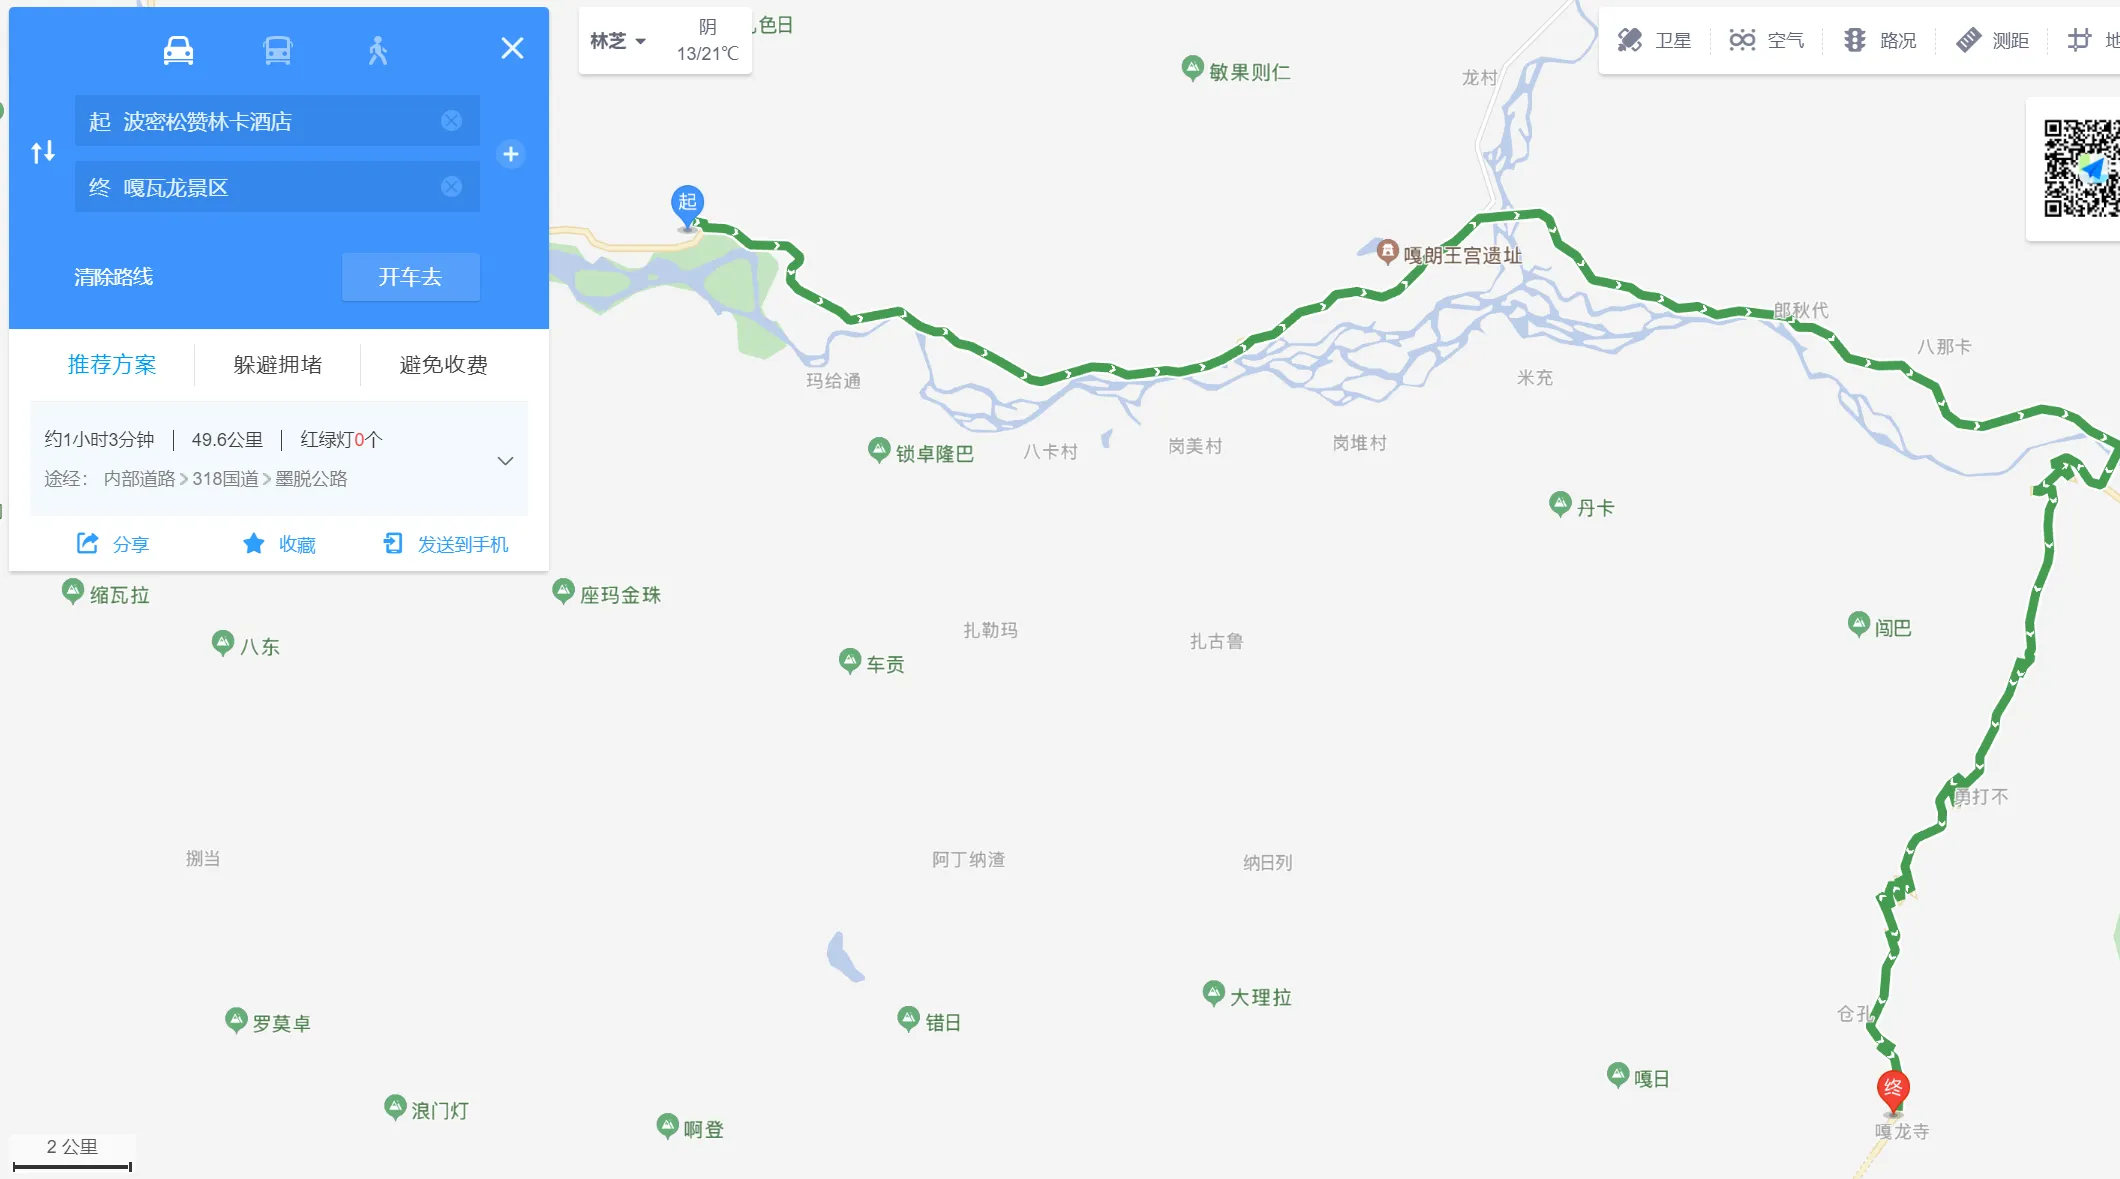 起 波密松赞林卡酒店
终 嘎瓦龙景区
清除路线
开车去
推荐方案
躲避拥堵
避免收费
约1小时3分钟 | 49.6公里 | 红绿灯0个
途经： 内部道路 > 318国道 > 墨脱公路
分享
收藏
发送到手机
林芝
阴
13/21℃
卫星
空气
路况
测距
色日
敏果则仁
龙村
起
嘎朗王宫遗址
郎秋代
八那卡
玛给通
米充
锁卓隆巴
八卡村
岗美村
岗堆村
丹卡
缩瓦拉
座玛金珠
八东
扎勒玛
扎古鲁
车贡
闯巴
勇打不
捌当
阿丁纳渣
纳日列
罗莫卓
错日
大理拉
仓孔
嘎日
浪门灯
啊登
终
嘎龙寺
2 公里